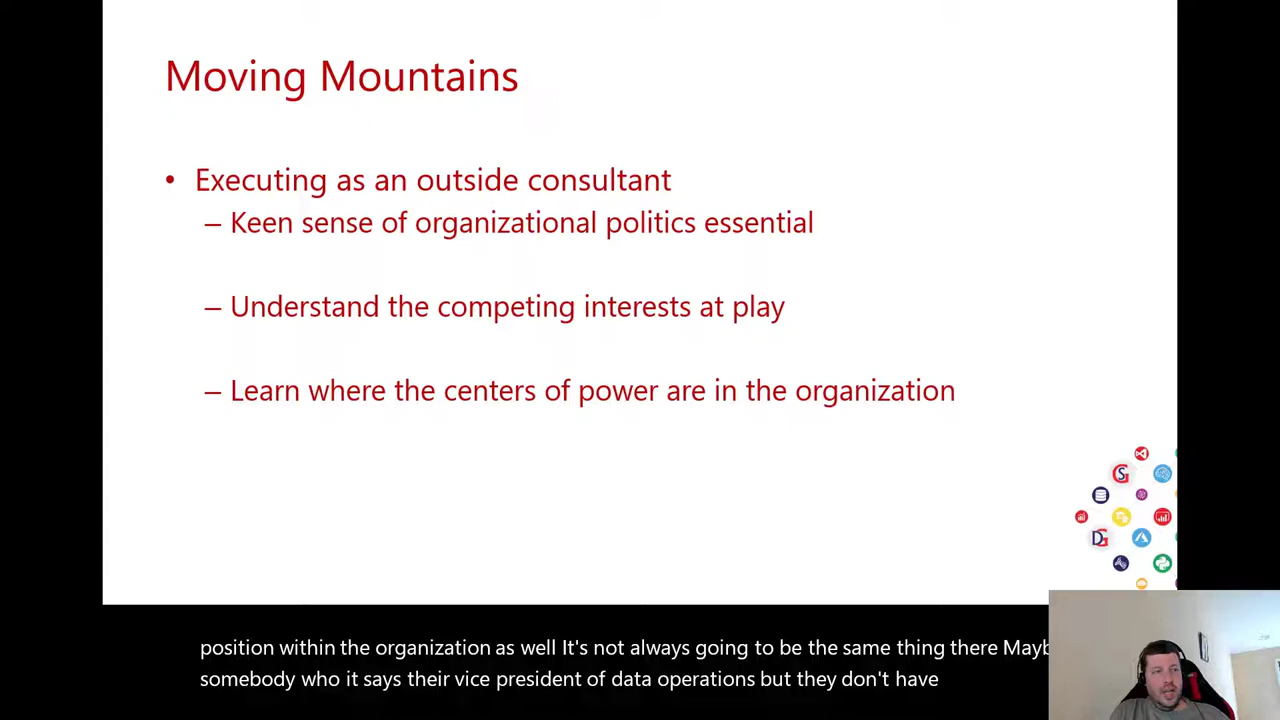 Moving Mountains
• Executing as an outside consultant
– Keen sense of organizational politics essential
– Understand the competing interests at play
– Learn where the centers of power are in the organization
GS
DG
position within the organization as well It's not always going to be the same thing there Mayb
somebody who it says their vice president of data operations but they don't have